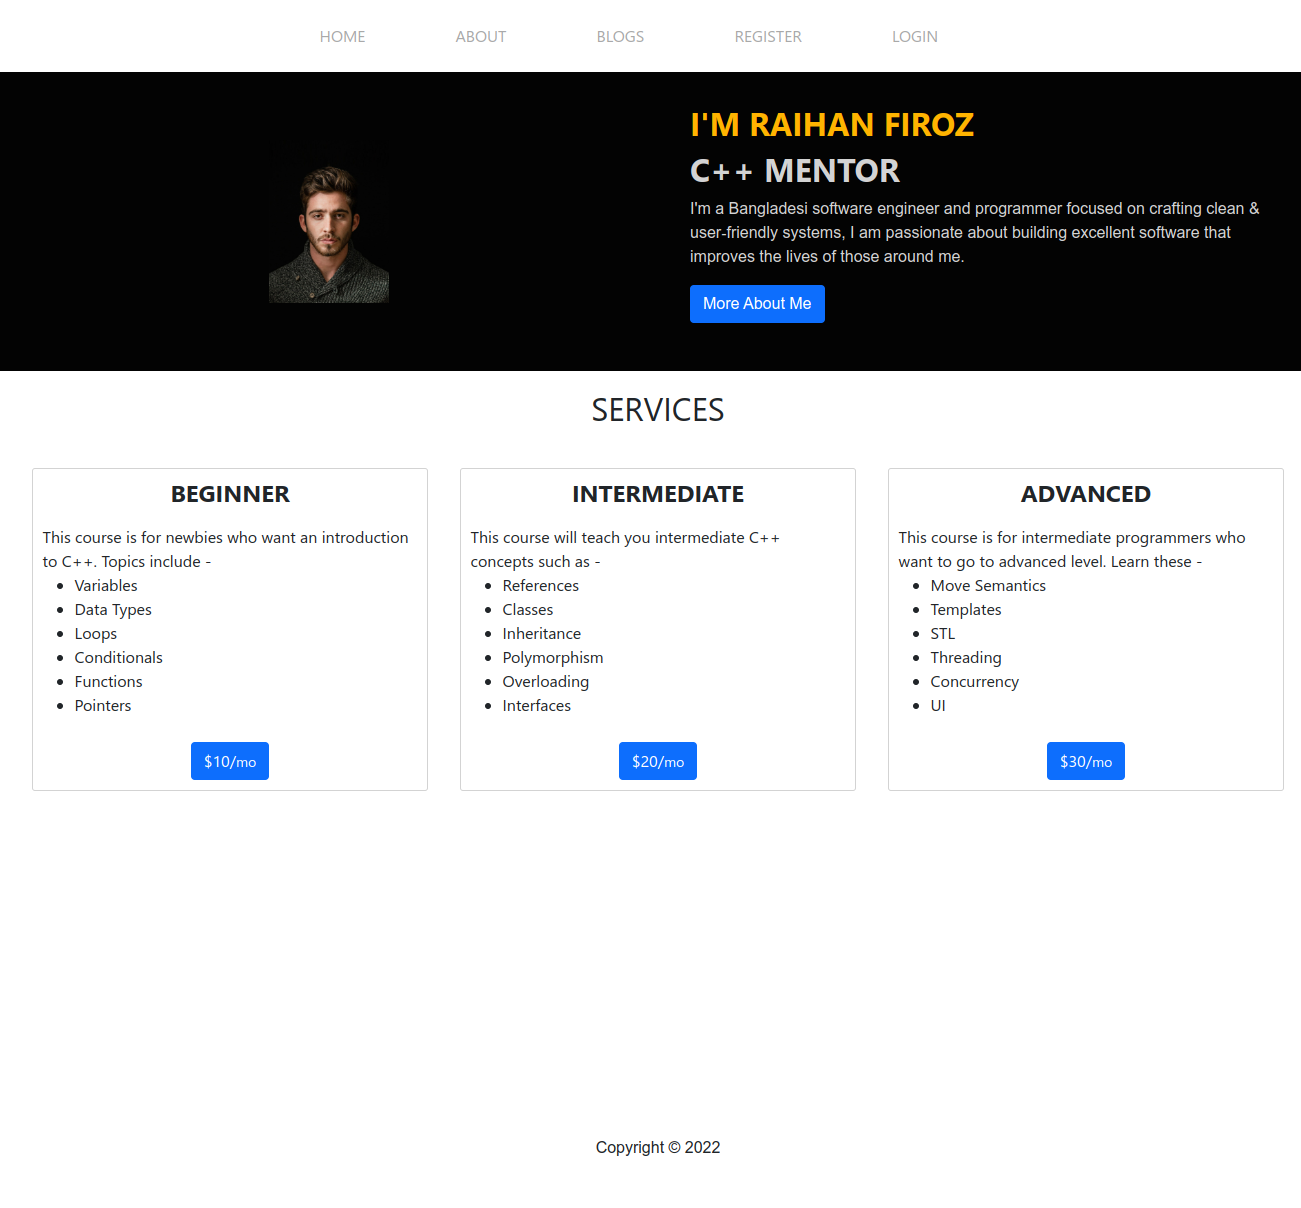 HOME ABOUT BLOGS REGISTER LOGIN
I'M RAIHAN FIROZ
C++ MENTOR
I'm a Bangladesi software engineer and programmer focused on crafting clean &
user-friendly systems, I am passionate about building excellent software that
improves the lives of those around me.
More About Me
SERVICES
BEGINNER
This course is for newbies who want an introduction
to C++. Topics include -
• Variables
• Data Types
• Loops
• Conditionals
• Functions
• Pointers
$10/mo
INTERMEDIATE
This course will teach you intermediate C++
concepts such as -
• References
• Classes
• Inheritance
• Polymorphism
• Overloading
• Interfaces
$20/mo
ADVANCED
This course is for intermediate programmers who
want to go to advanced level. Learn these -
• Move Semantics
• Templates
• STL
• Threading
• Concurrency
• UI
$30/mo
Copyright © 2022